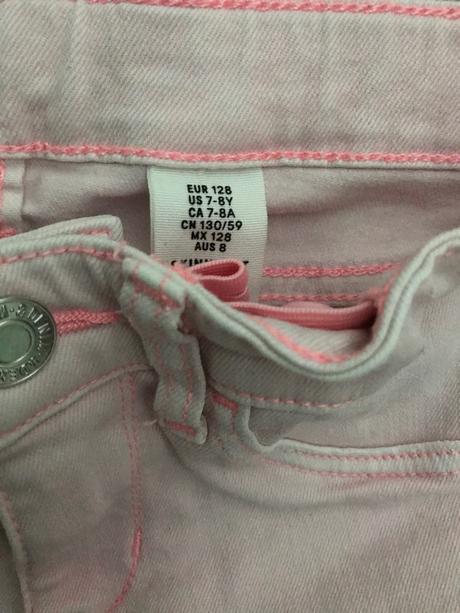 EUR 128
US 7-8Y
CA 7-8A
CN 130/59
MX 128
AUS 8